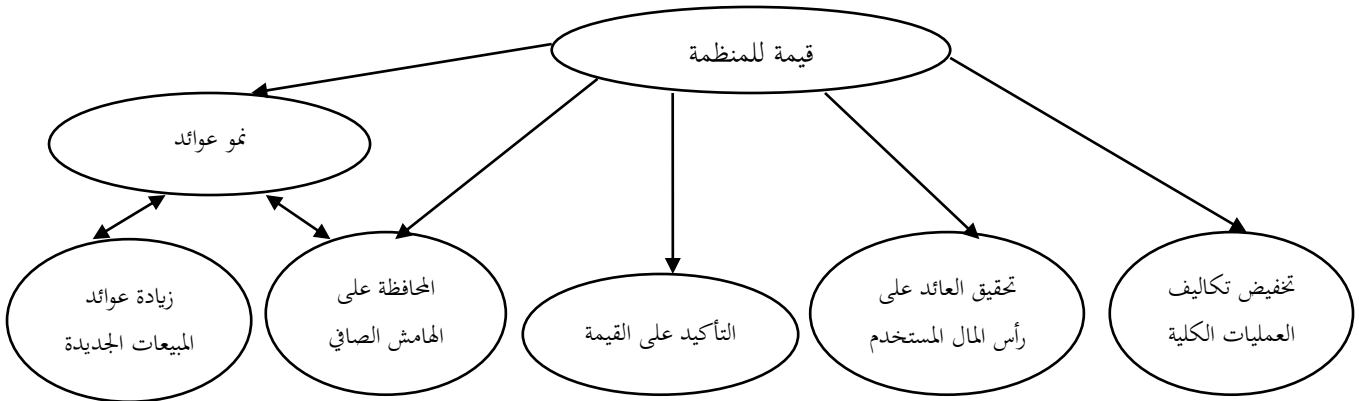 قيمة للمنظمة
نمو عوائد
تخفيض تكاليف
العمليات الكلية
تحقيق العائد على
رأس المال المستخدم
التأكيد على القيمة
المحافظة على
الهامش الصافي
زيادة عوائد
المبيعات الجديدة